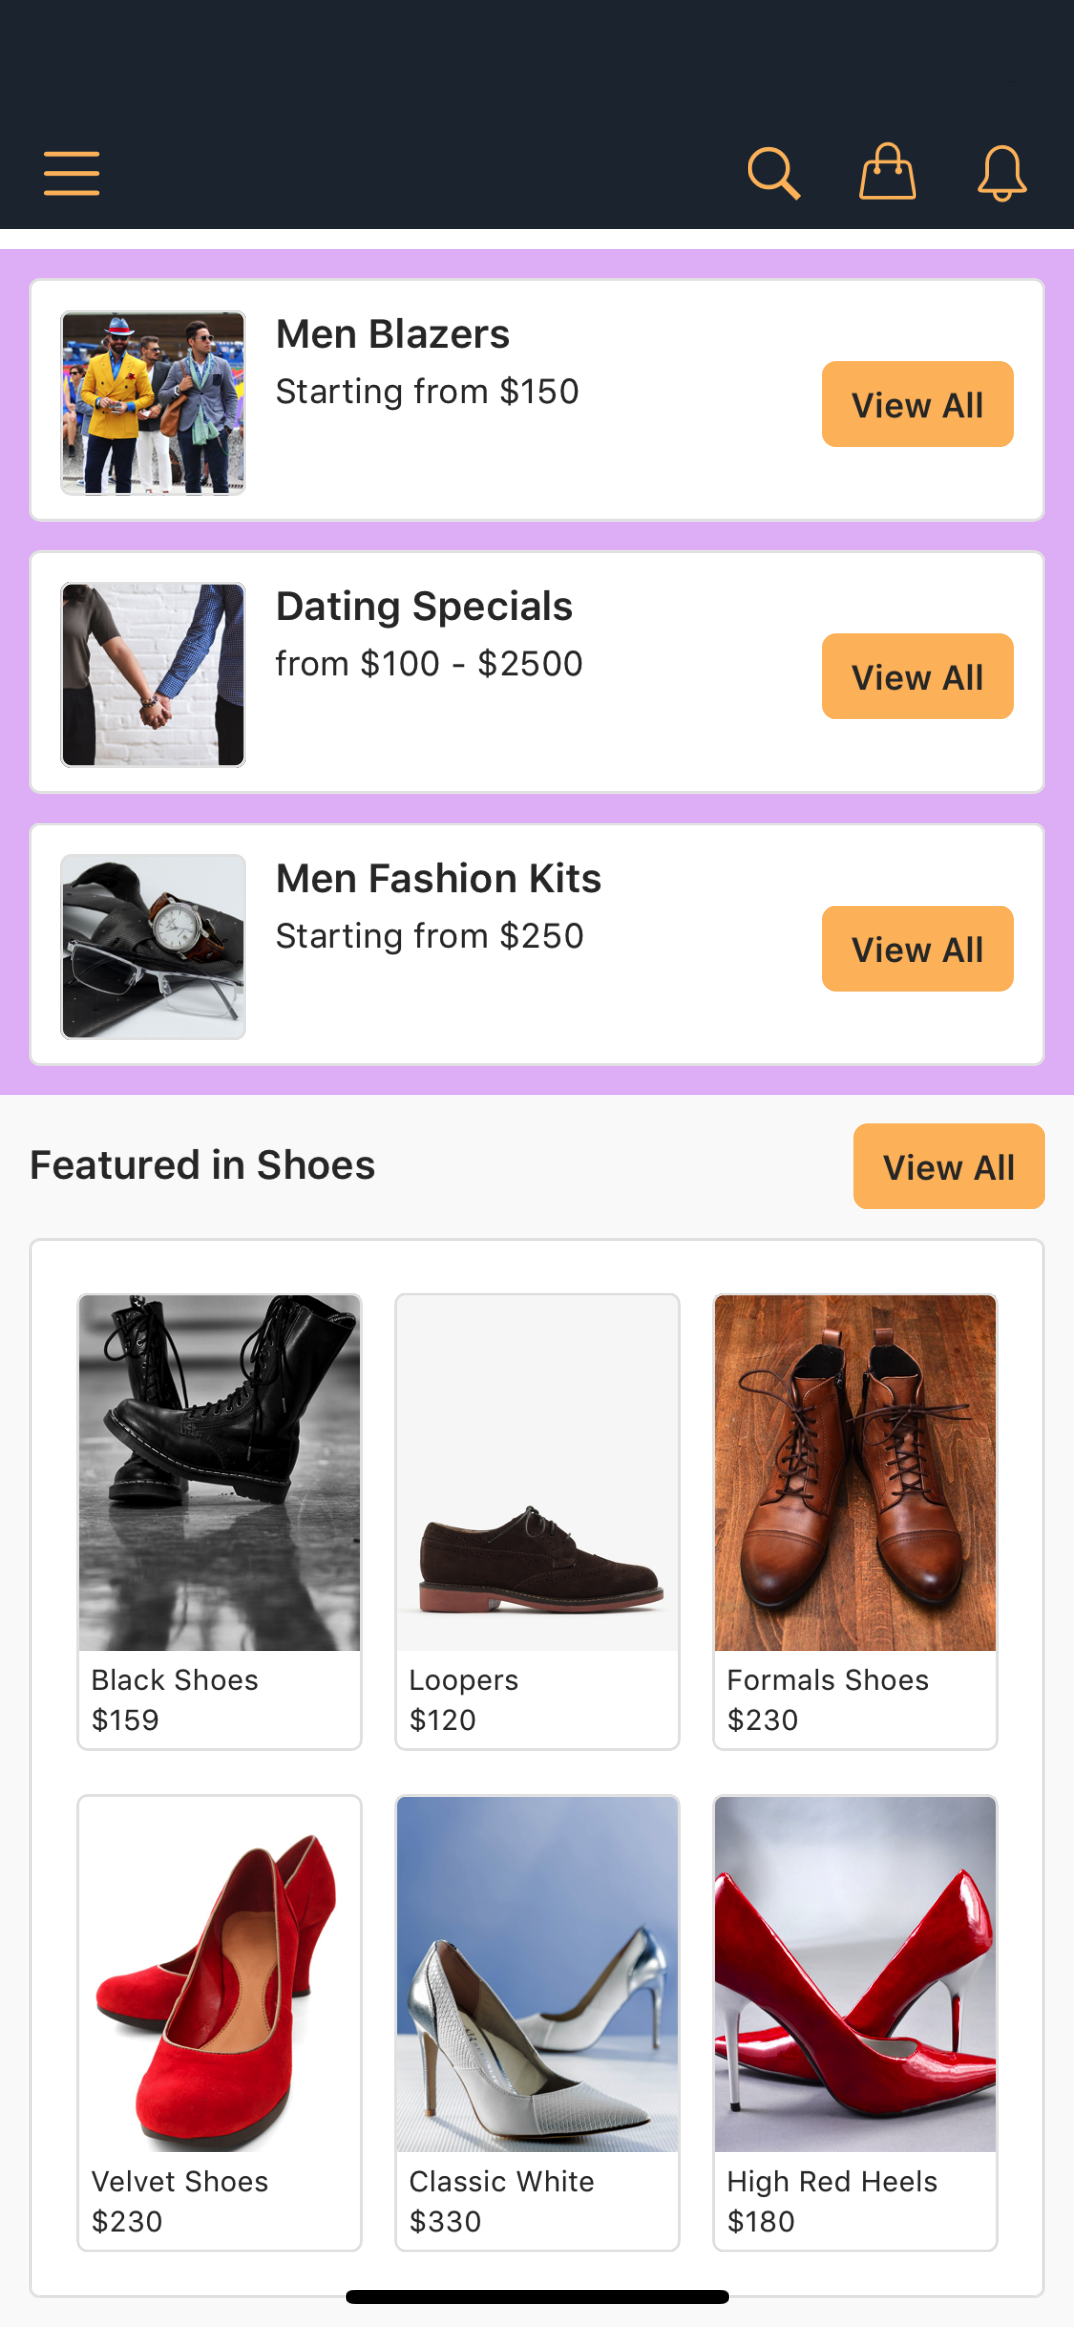 Men Blazers
Starting from $150
View All
Dating Specials
from $100 - $2500
View All
Men Fashion Kits
Starting from $250
View All
Featured in Shoes
View All
Black Shoes
$159
Loopers
$120
Formals Shoes
$230
Velvet Shoes
$230
Classic White
$330
High Red Heels
$180